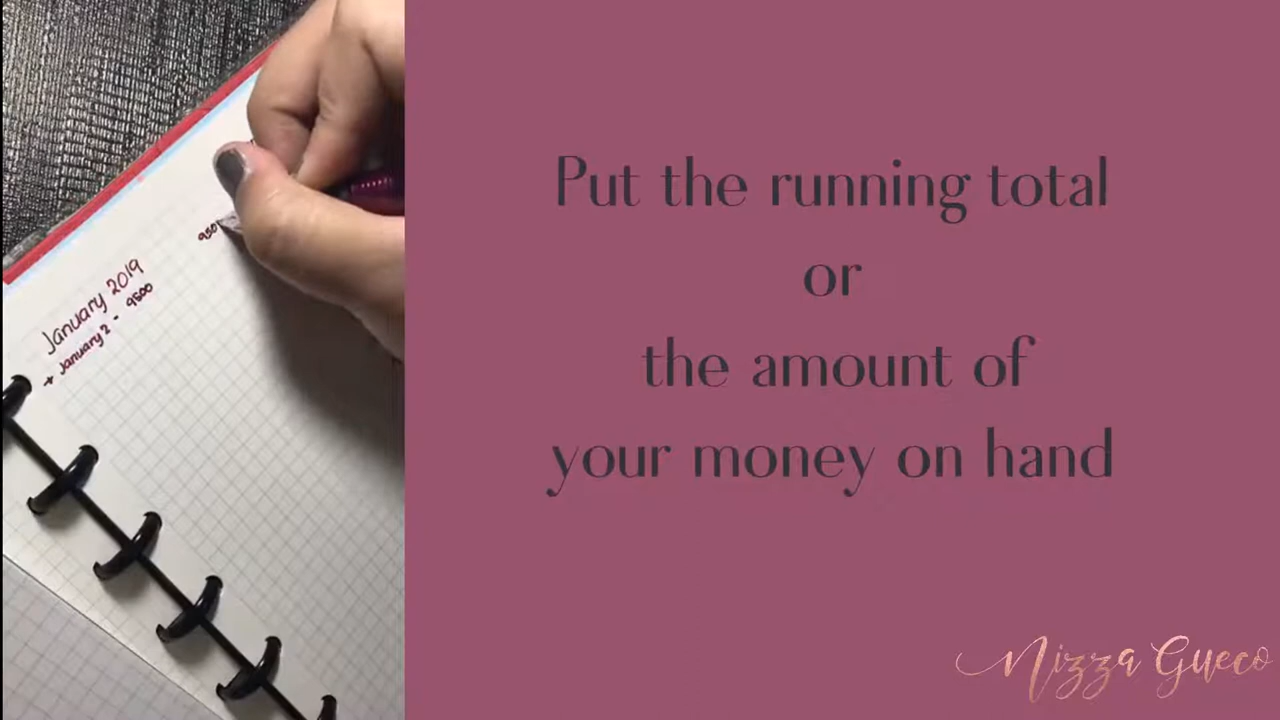 January 2019
+ January 2 - 9500
950
Put the running total
or
the amount of
your money on hand
Nizza Gueco